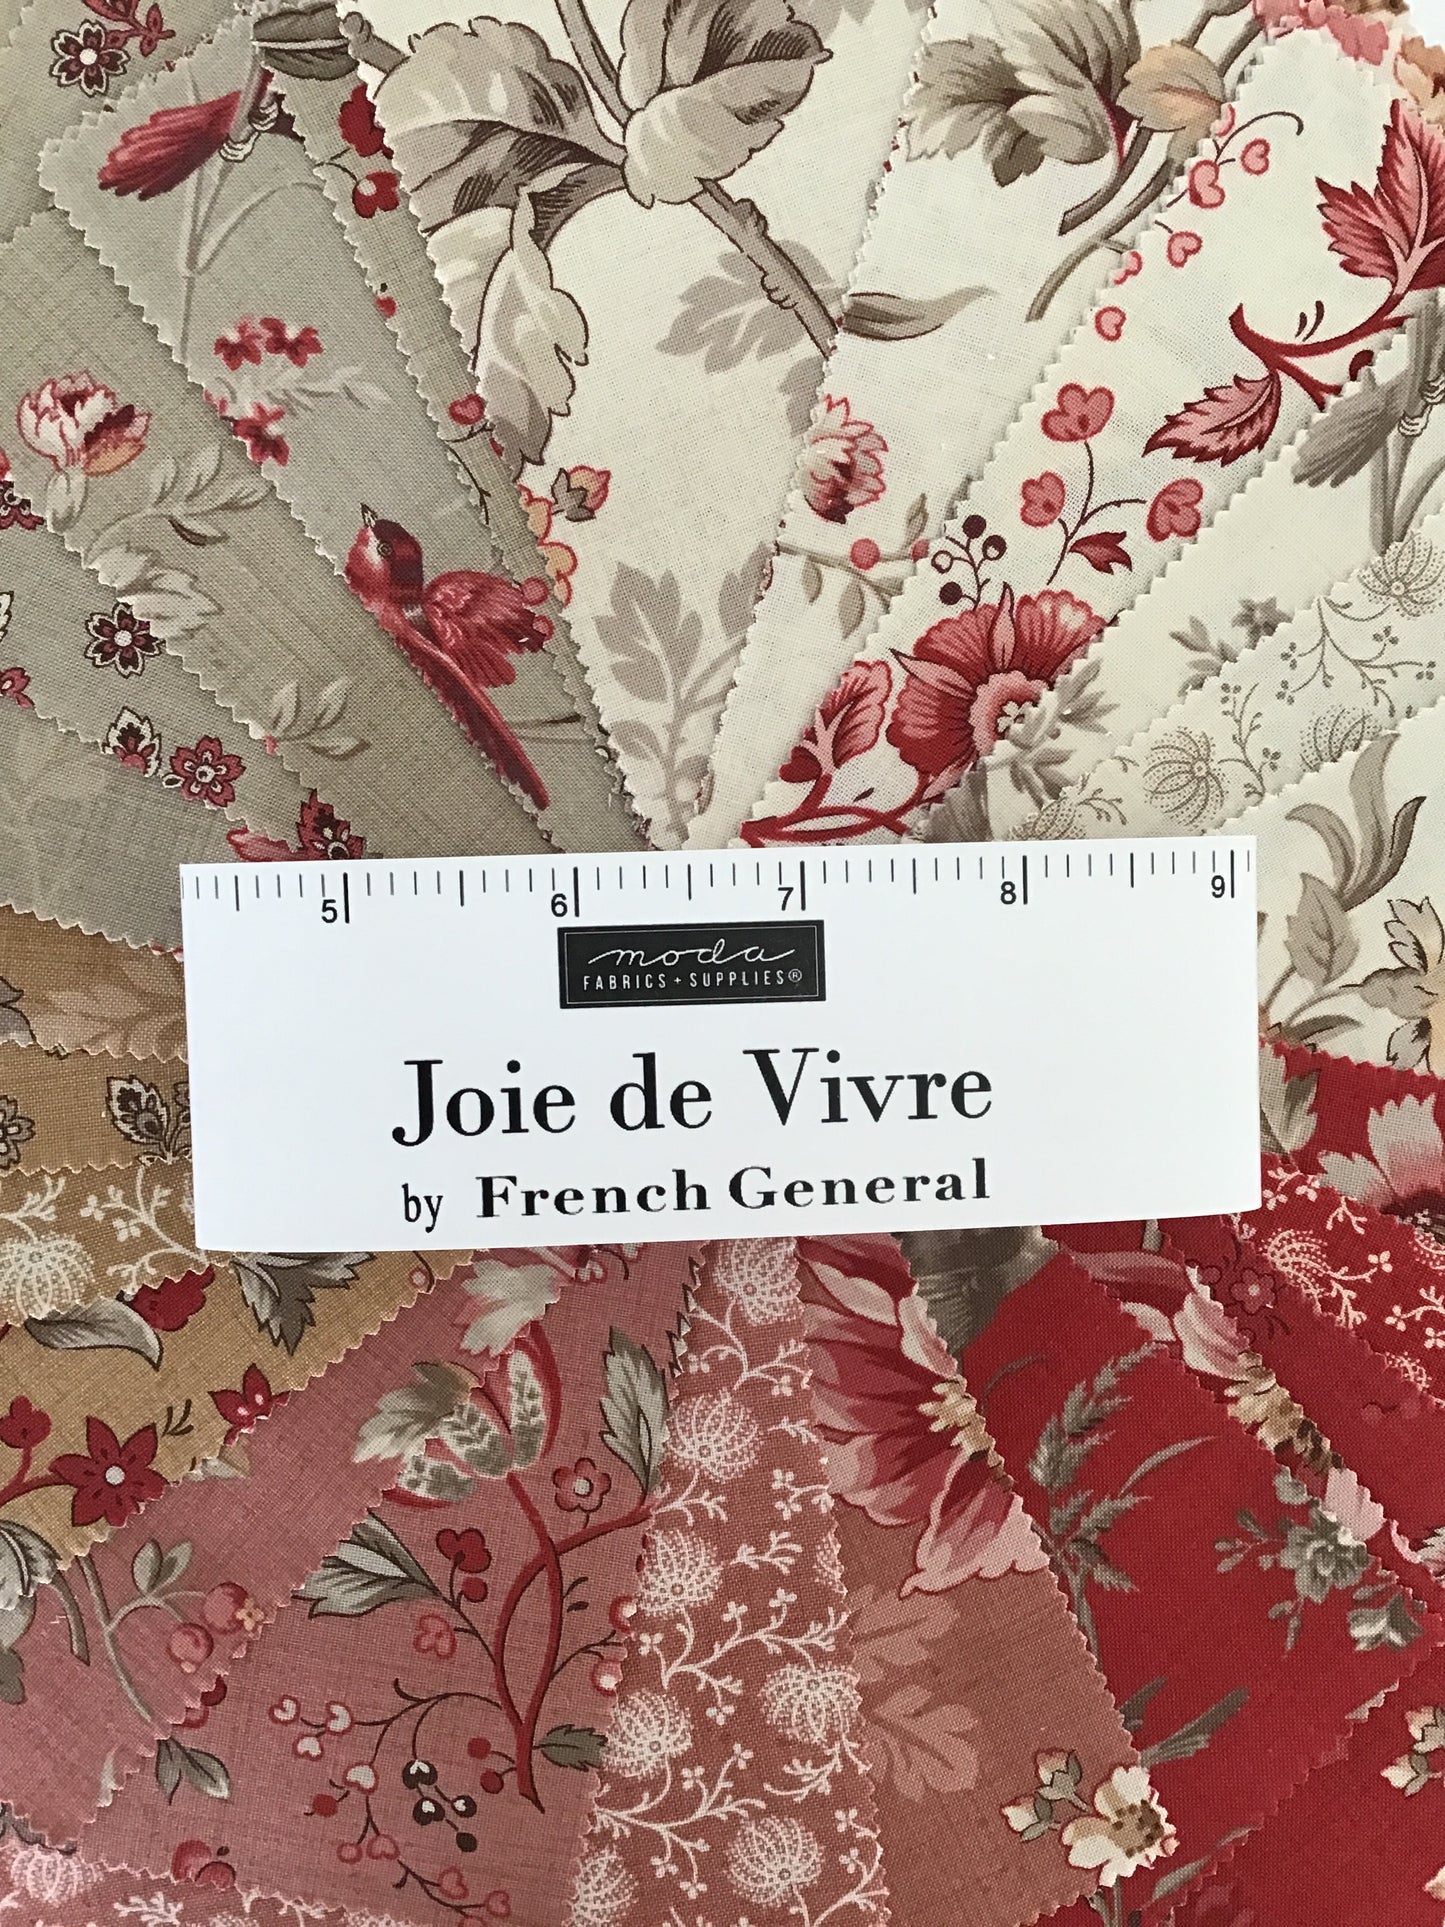 5 6 7 8 9
moda
FABRICS + SUPPLIES®
Joie de Vivre
by French General